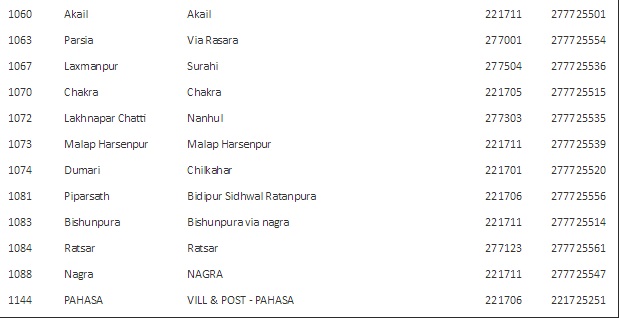 1060 Akail Akail 221711 277725501
1063 Parsia Via Rasara 277001 277725554
1067 Laxmanpur Surahi 277504 277725536
1070 Chakra Chakra 221705 277725515
1072 Lakhnapar Chatti Nanhul 277303 277725535
1073 Malap Harsenpur Malap Harsenpur 221711 277725539
1074 Dumari Chilkahar 221701 277725520
1081 Piparsath Bidipur Sidhwal Ratanpura 221706 277725556
1083 Bishunpura Bishunpura via nagra 221711 277725514
1084 Ratsar Ratsar 277123 277725561
1088 Nagra NAGRA 221711 277725547
1144 PAHASA VILL & POST - PAHASA 221706 221725251